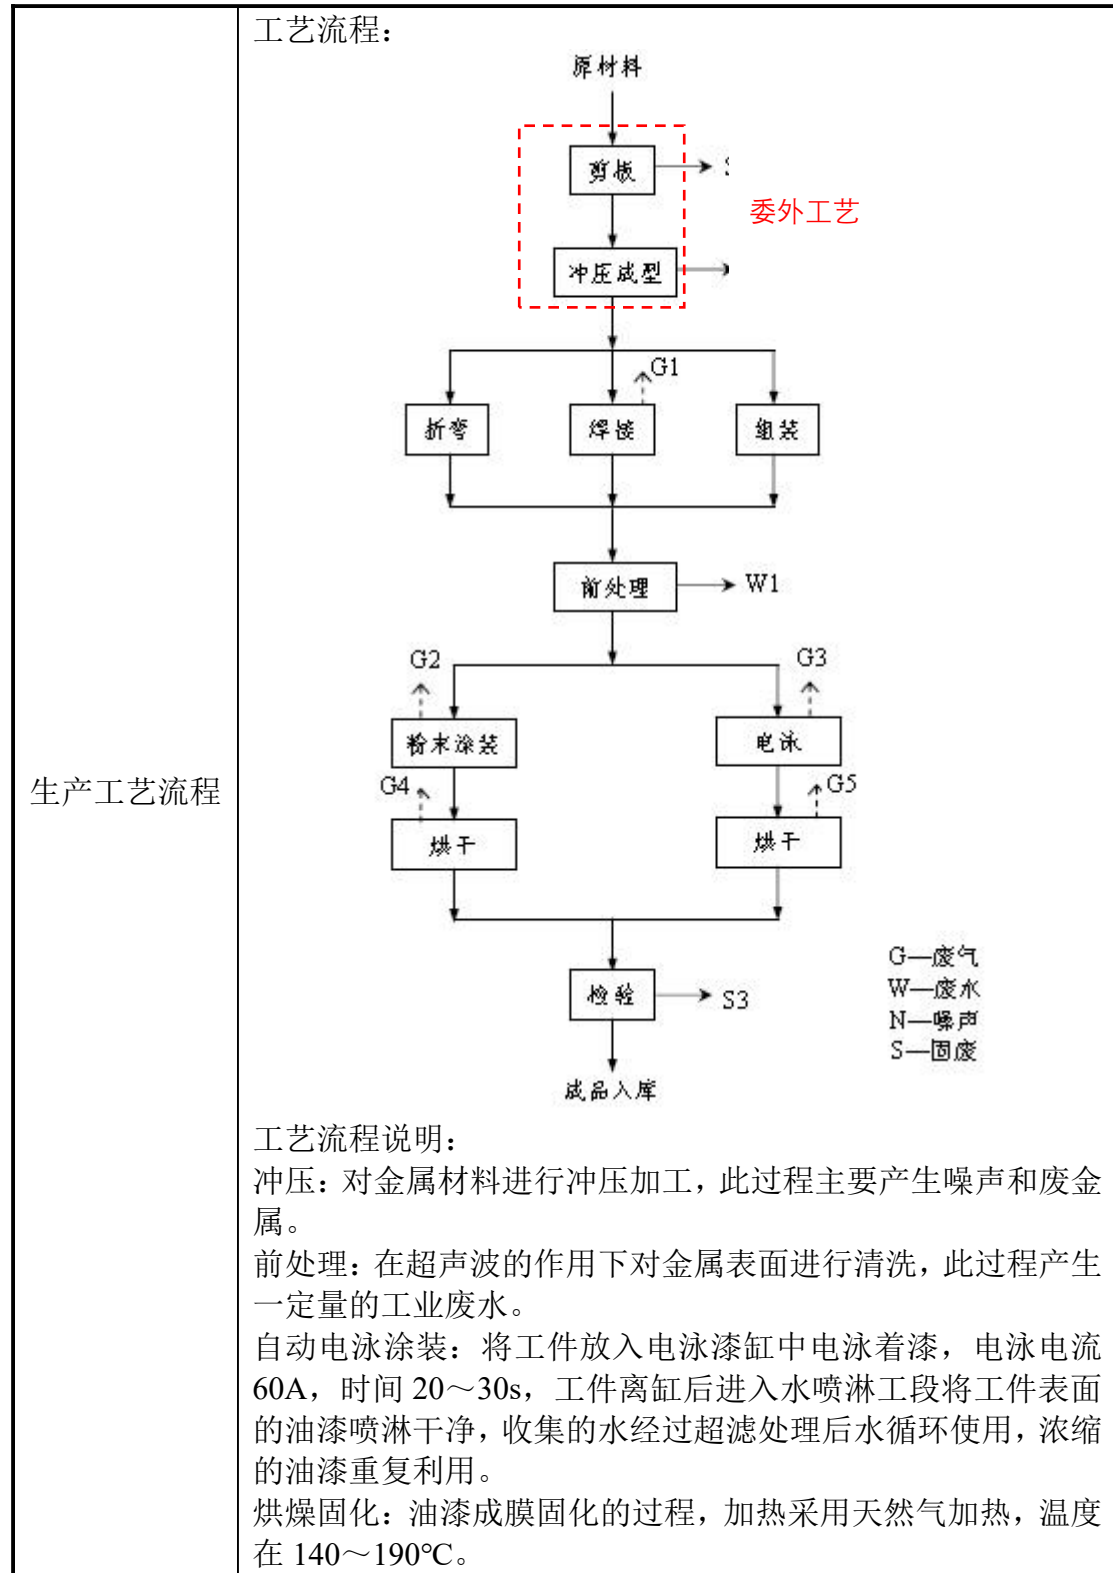 工艺流程：
原材料
剪板
委外工艺
冲压成型
G1
折弯
焊接
组装
前处理
W1
G2
G3
粉末涂装
电泳
G4
G5
烘干
烘干
生产工艺流程
检验
S3
G—废气
W—废水
N—噪声
S—固废
成品入库
工艺流程说明：
冲压：对金属材料进行冲压加工，此过程主要产生噪声和废金
属。
前处理：在超声波的作用下对金属表面进行清洗，此过程产生
一定量的工业废水。
自动电泳涂装：将工件放入电泳漆缸中电泳着漆，电泳电流
60A，时间 20～30s，工件离缸后进入水喷淋工段将工件表面
的油漆喷淋干净，收集的水经过超滤处理后水循环使用，浓缩
的油漆重复利用。
烘燥固化：油漆成膜固化的过程，加热采用天然气加热，温度
在 140～190℃。